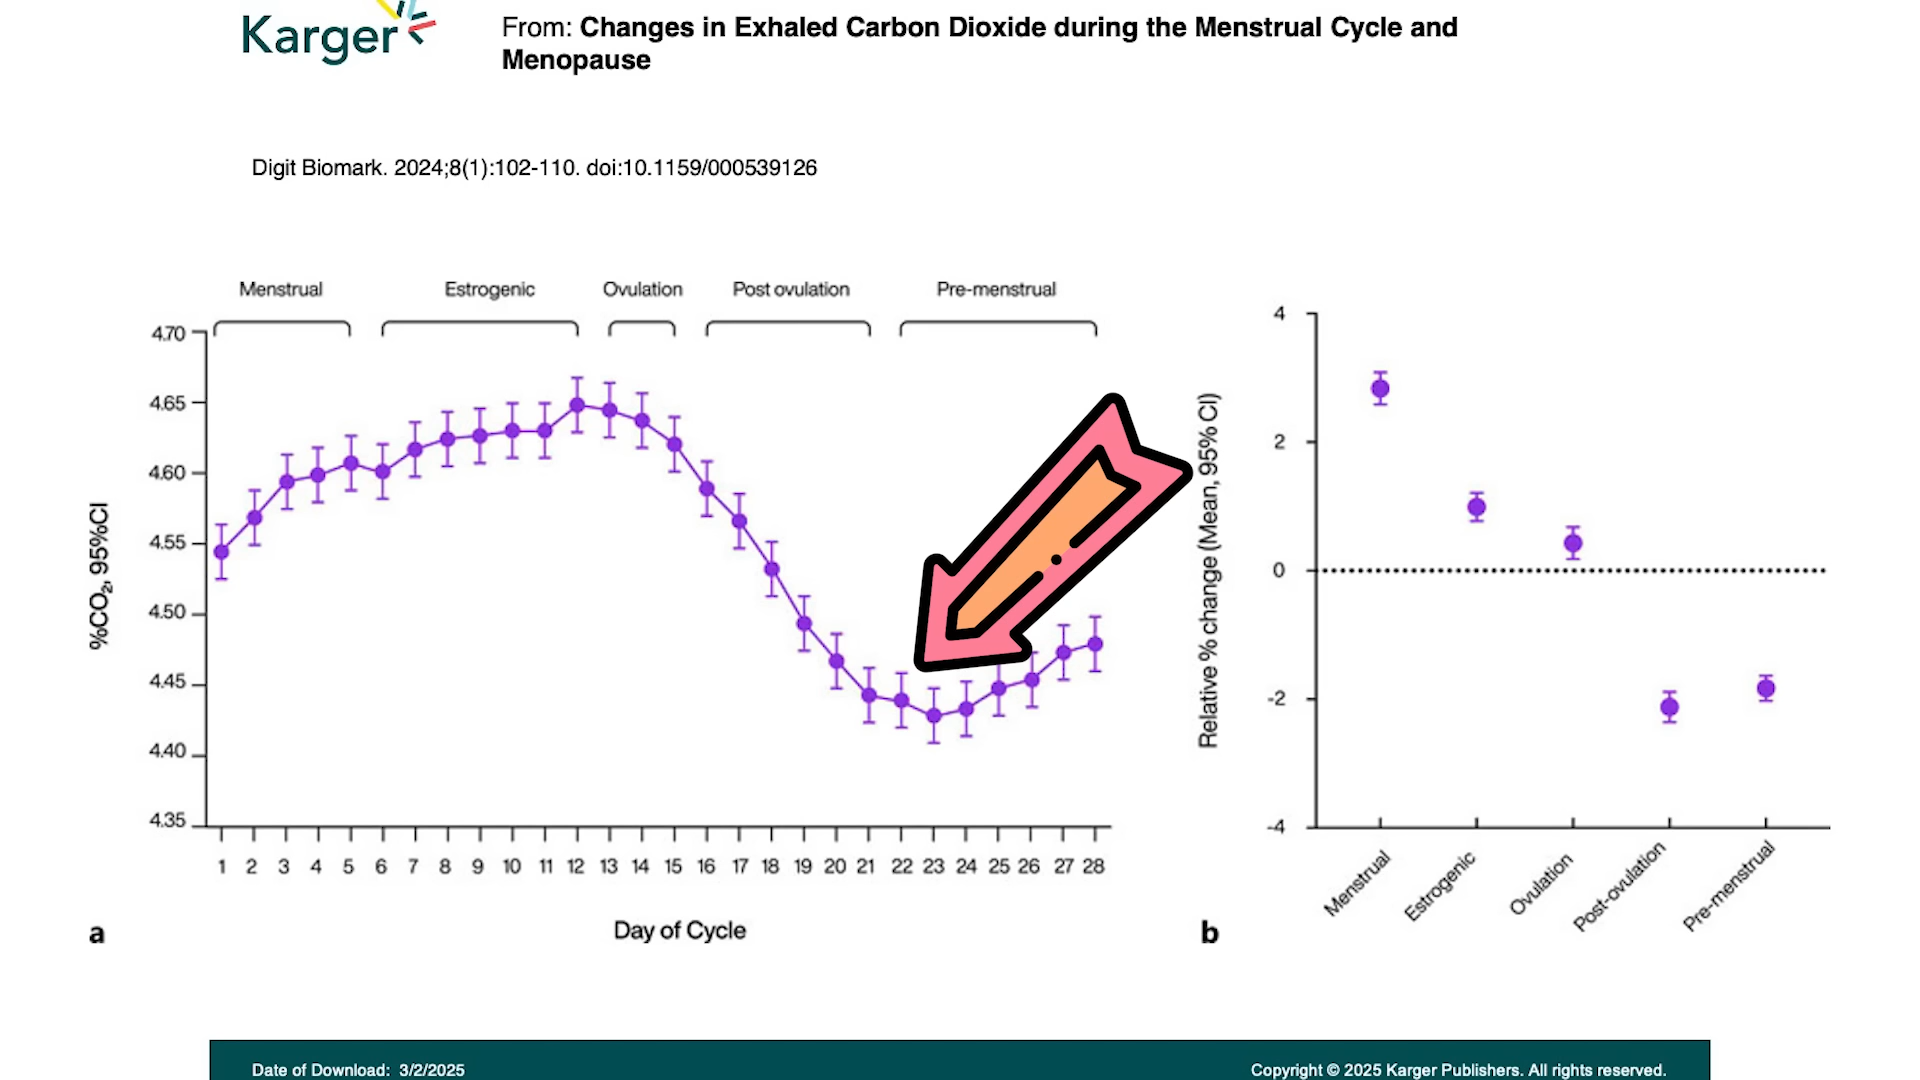 Karger
From: Changes in Exhaled Carbon Dioxide during the Menstrual Cycle and
Menopause
Digit Biomark. 2024;8(1):102-110. doi:10.1159/000539126
Menstrual
Estrogenic
Ovulation
Post ovulation
Pre-menstrual
4.70
4.65
4.60
4.55
4.50
4.45
4.40
4.35
%CO₂, 95%CI
1 2 3 4 5 6 7 8 9 10 11 12 13 14 15 16 17 18 19 20 21 22 23 24 25 26 27 28
Day of Cycle
a
4
2
0
-2
-4
Relative % change (Mean, 95% CI)
Menstrual
Estrogenic
Ovulation
Post-ovulation
Pre-menstrual
b
Date of Download: 3/2/2025
Copyright © 2025 Karger Publishers. All rights reserved.